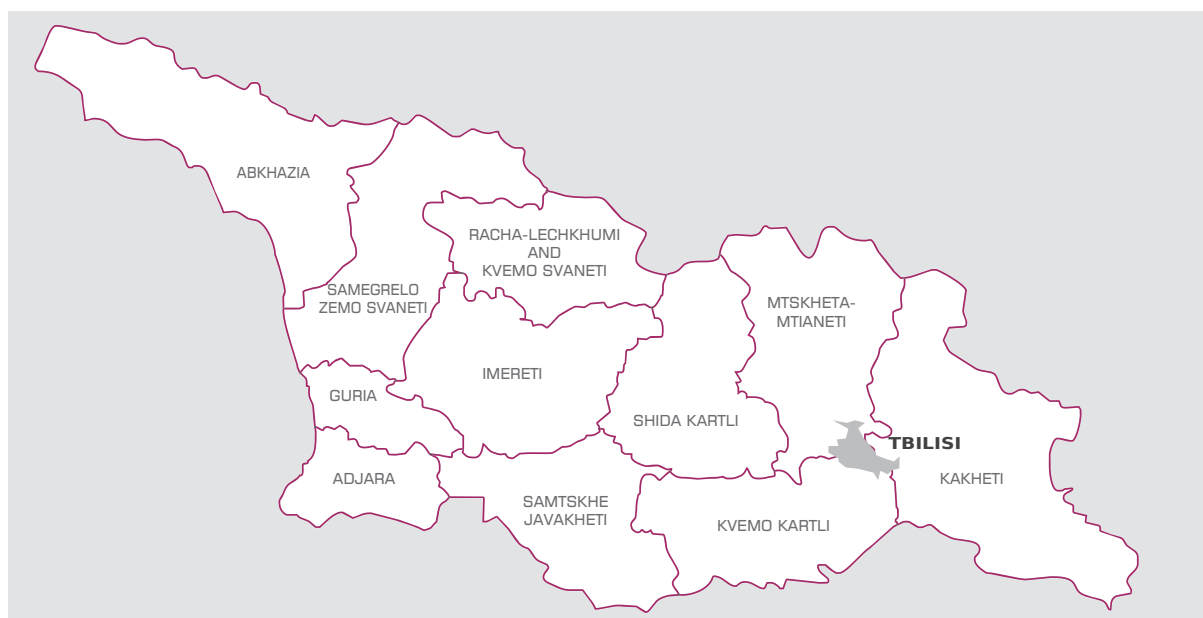 ABKHAZIA
RACHA-LECHKHUMI
AND
KVEMO SVANETI
SAMEGRELO
ZEMO SVANETI
MTSKHETA-
MTIANETI
IMERETI
GURIA
SHIDA KARTLI
TBILISI
ADJARA
KAKHETI
SAMTSKHE
JAVAKHETI
KVEMO KARTLI